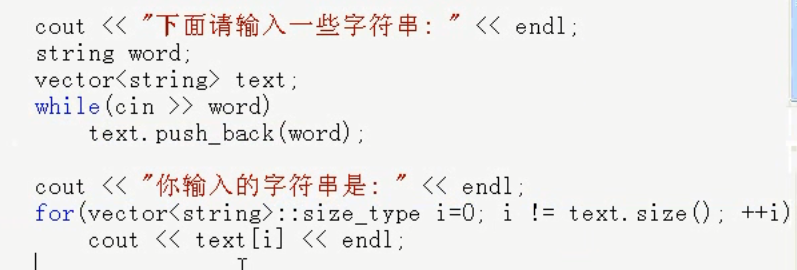 cout << "下面请输入一些字符串: " << endl;
string word;
vector<string> text;
while(cin >> word)
    text.push_back(word);

cout << "你输入的字符串是: " << endl;
for(vector<string>::size_type i=0; i != text.size(); ++i)
    cout << text[i] << endl;